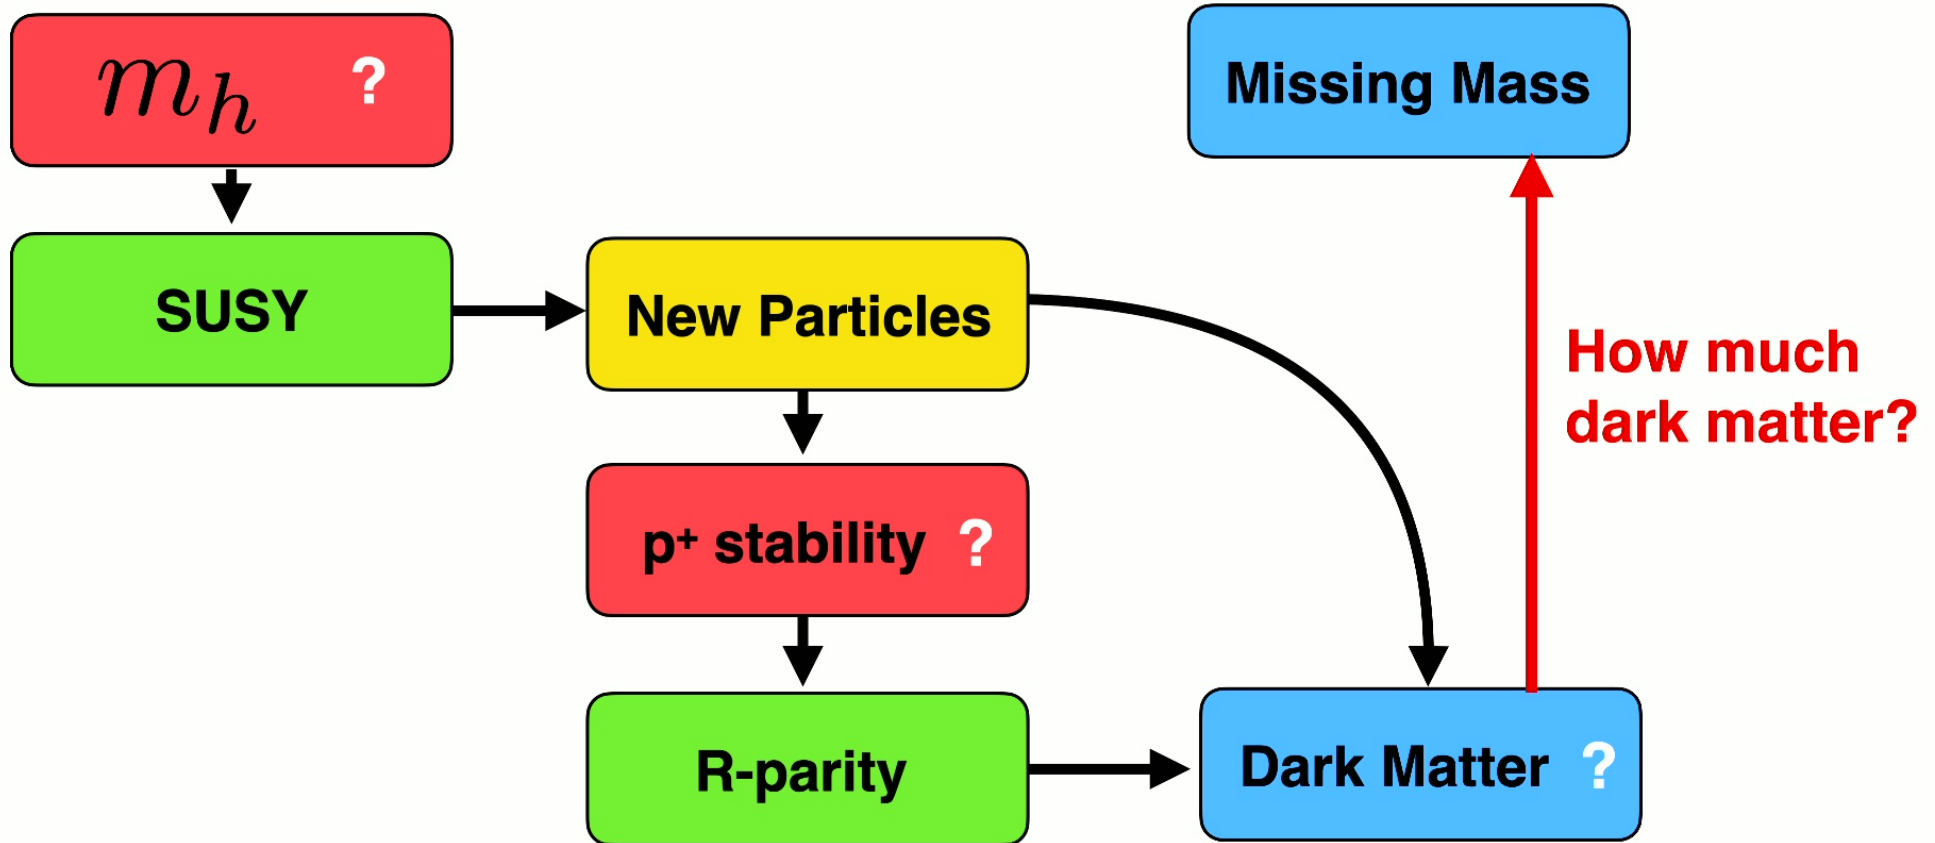 m_h ?
Missing Mass
SUSY
New Particles
How much
dark matter?
p⁺ stability ?
R-parity
Dark Matter ?